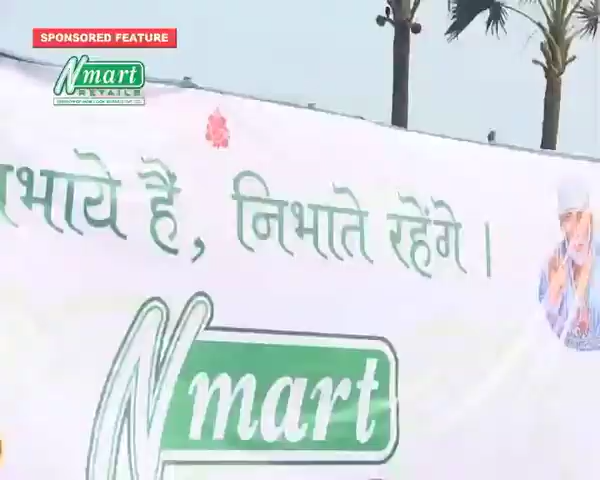 SPONSORED FEATURE
Nmart
RETAILS
भाये हैं, निभाते रहेंगे ।
Nmart